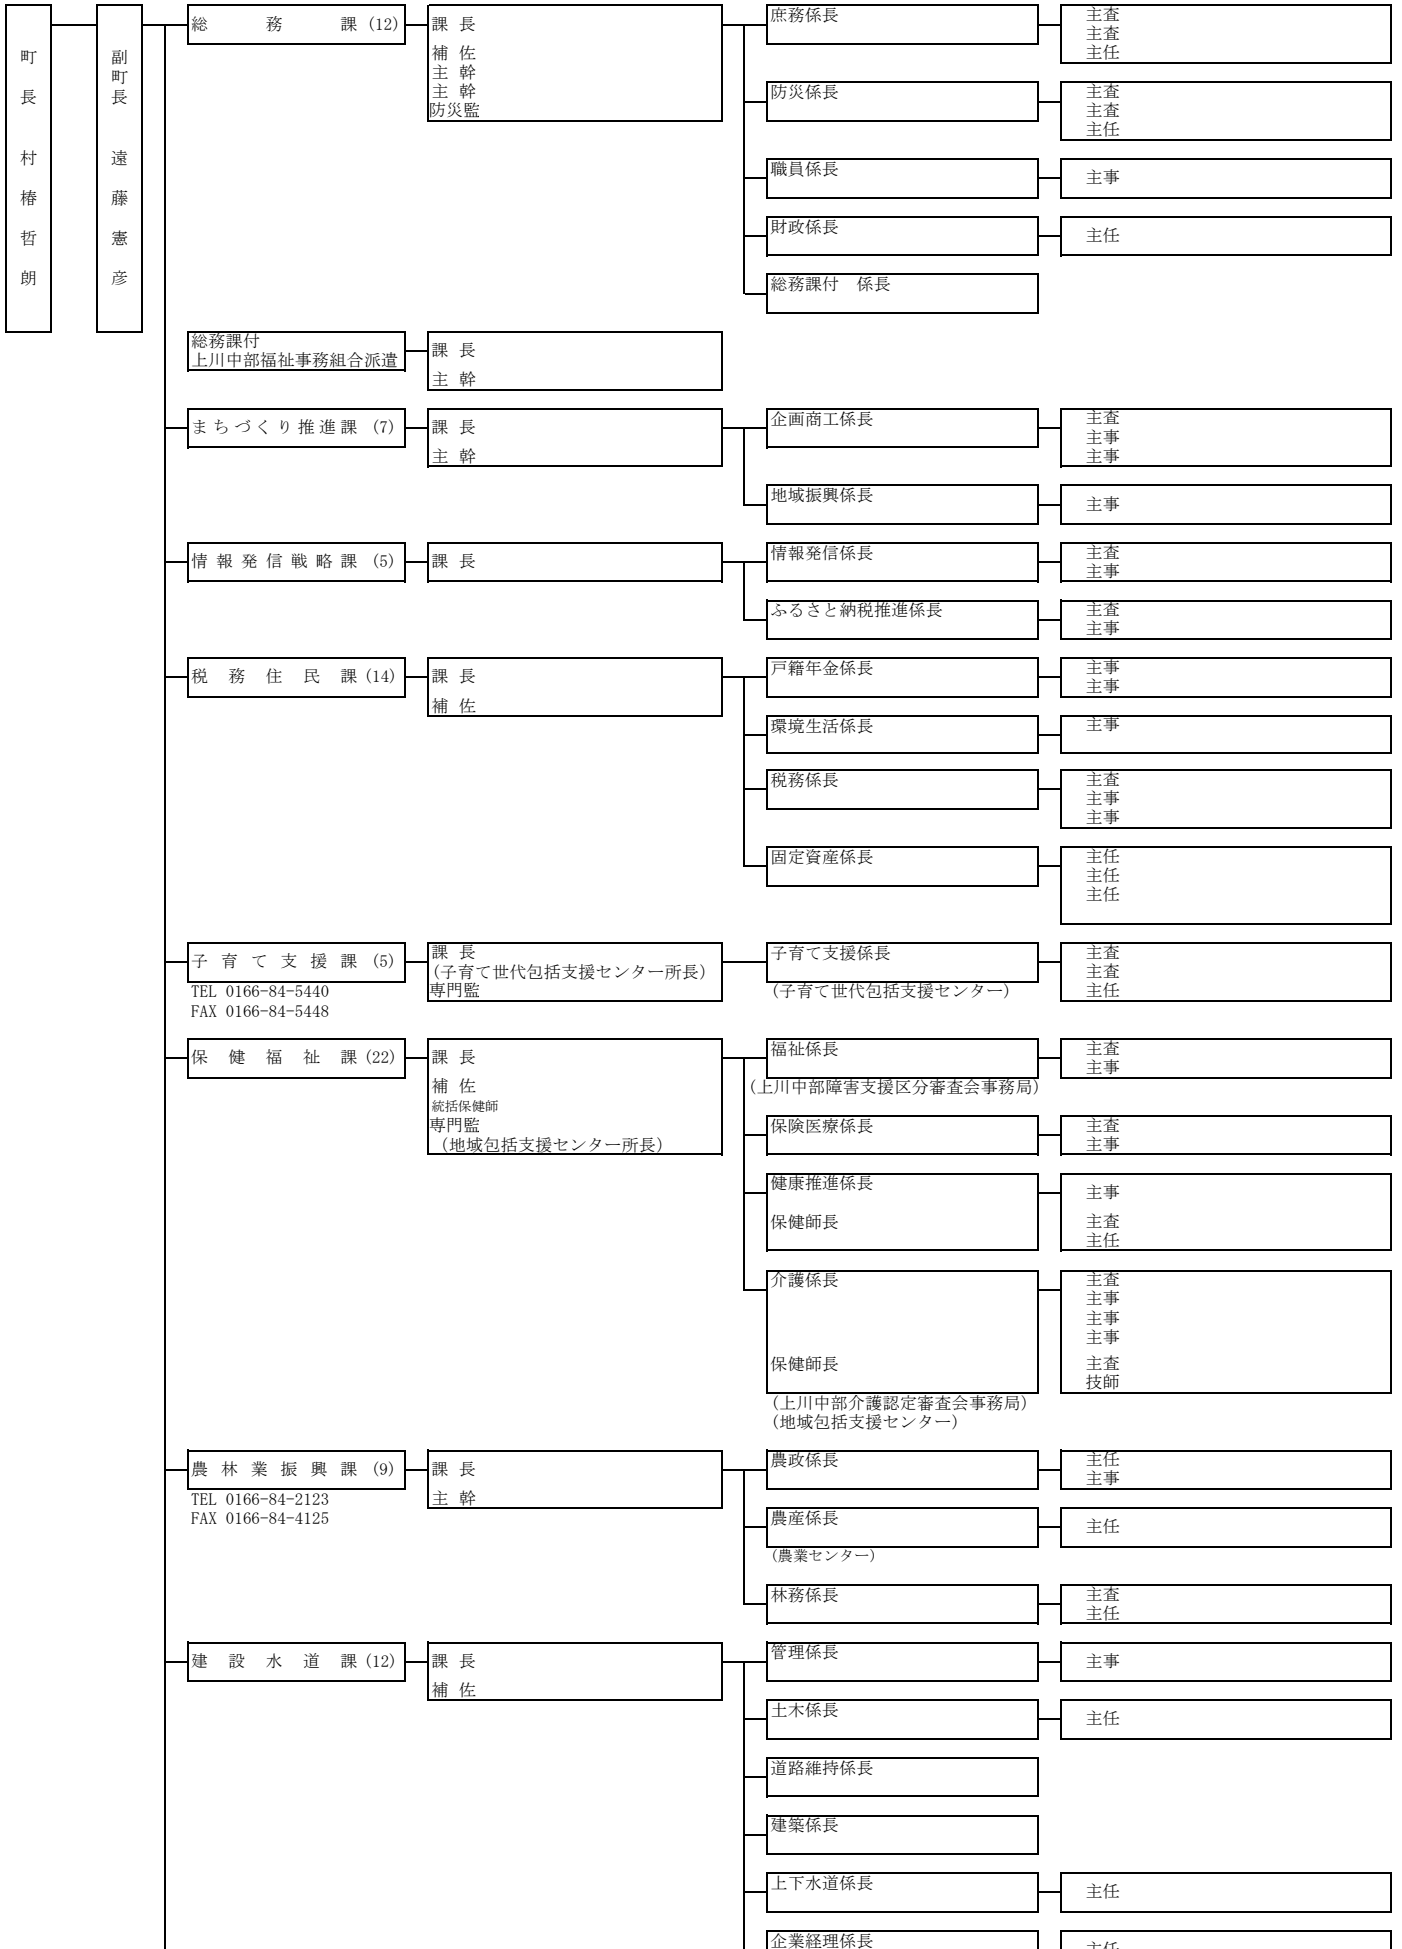 町長 村椿哲朗
副町長 遠藤憲彦
総務課 (12)
課 長
補 佐
主 幹
主 幹
防災監
庶務係長
主査
主査
主任
防災係長
主査
主査
主任
職員係長
主事
財政係長
主任
総務課付 係長
総務課付
上川中部福祉事務組合派遣
課 長
主 幹
まちづくり推進課 (7)
課 長
主 幹
企画商工係長
主査
主事
主事
地域振興係長
主事
情報発信戦略課 (5)
課 長
情報発信係長
主査
主事
ふるさと納税推進係長
主査
主事
税務住民課 (14)
課 長
補 佐
戸籍年金係長
主事
主事
環境生活係長
主事
税務係長
主査
主事
主事
固定資産係長
主任
主任
主任
子育て支援課 (5)
TEL 0166-84-5440
FAX 0166-84-5448
課 長
(子育て世代包括支援センター所長)
専門監
子育て支援係長
(子育て世代包括支援センター)
主査
主査
主任
保健福祉課 (22)
課 長
補 佐
統括保健師
専門監
(地域包括支援センター所長)
福祉係長
(上川中部障害支援区分審査会事務局)
主査
主事
保険医療係長
主査
主事
健康推進係長
主事
保健師長
主査
主任
介護係長
主査
主事
主事
主事
保健師長
主査
技師
(上川中部介護認定審査会事務局)
(地域包括支援センター)
農林業振興課 (9)
TEL 0166-84-2123
FAX 0166-84-4125
課 長
主 幹
農政係長
主任
主事
農産係長
(農業センター)
主任
林務係長
主査
主任
建設水道課 (12)
課 長
補 佐
管理係長
主事
土木係長
主任
道路維持係長
建築係長
上下水道係長
主任
企業経理係長
主任